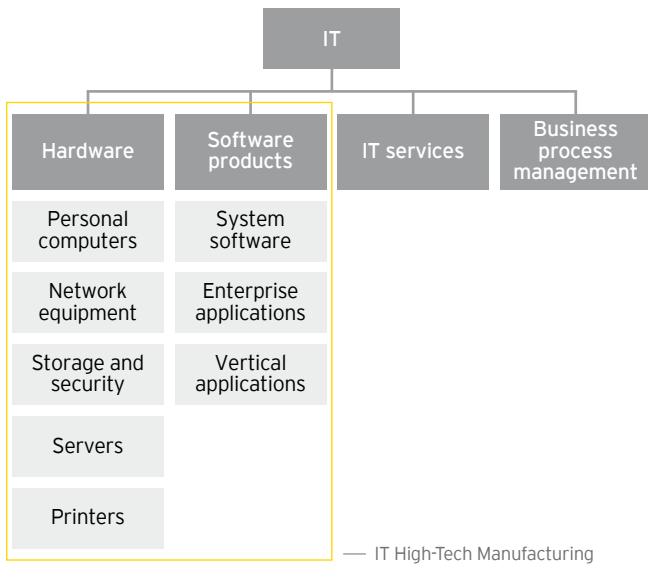 IT
Hardware
Software
products
IT services
Business
process
management
Personal
computers
System
software
Network
equipment
Enterprise
applications
Storage and
security
Vertical
applications
Servers
Printers
IT High-Tech Manufacturing